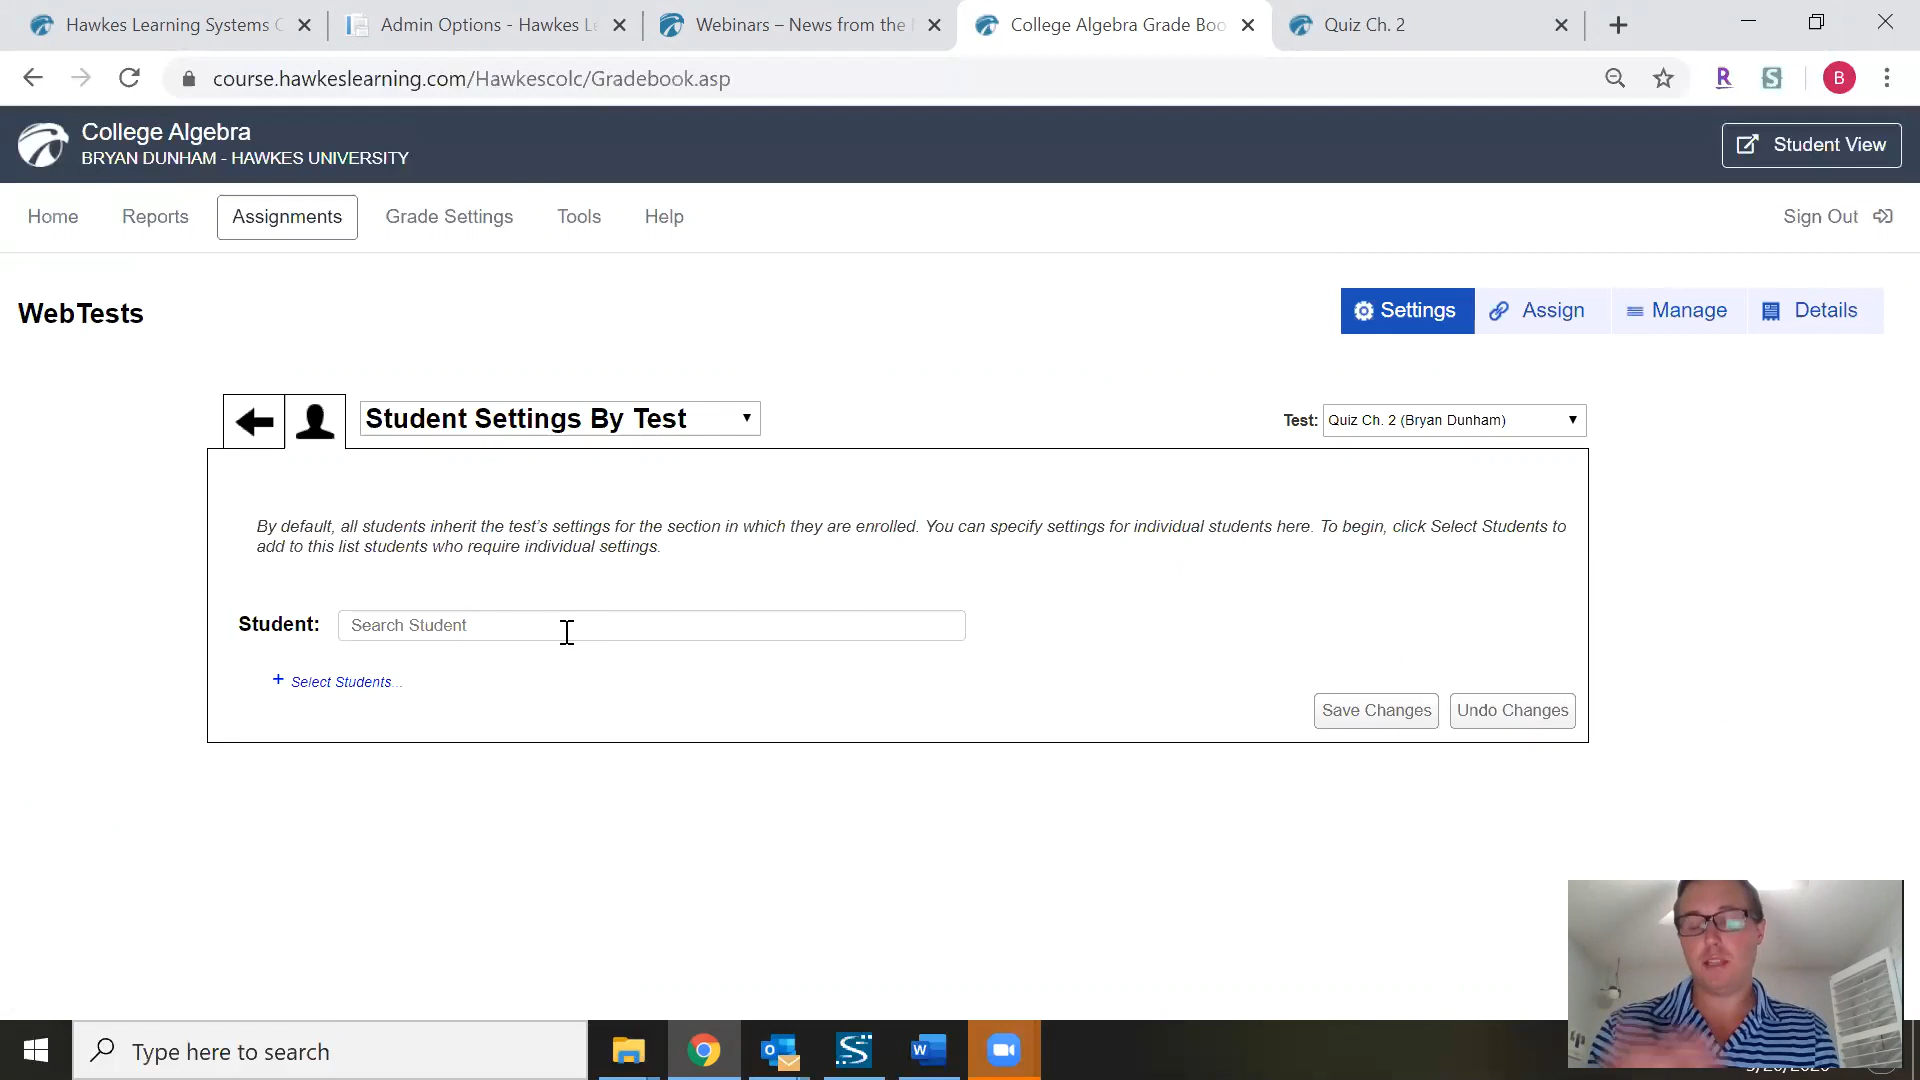 Hawkes Learning Systems
Admin Options - Hawkes Le
Webinars – News from the
College Algebra Grade Boo
Quiz Ch. 2
course.hawkeslearning.com/Hawkescolc/Gradebook.asp
R
S
B
College Algebra
BRYAN DUNHAM - HAWKES UNIVERSITY
Student View
Home
Reports
Assignments
Grade Settings
Tools
Help
Sign Out
WebTests
Settings
Assign
Manage
Details
Student Settings By Test
Test: Quiz Ch. 2 (Bryan Dunham)
By default, all students inherit the test's settings for the section in which they are enrolled. You can specify settings for individual students here. To begin, click Select Students to
add to this list students who require individual settings.
Student: Search Student
+ Select Students...
Save Changes
Undo Changes
Type here to search